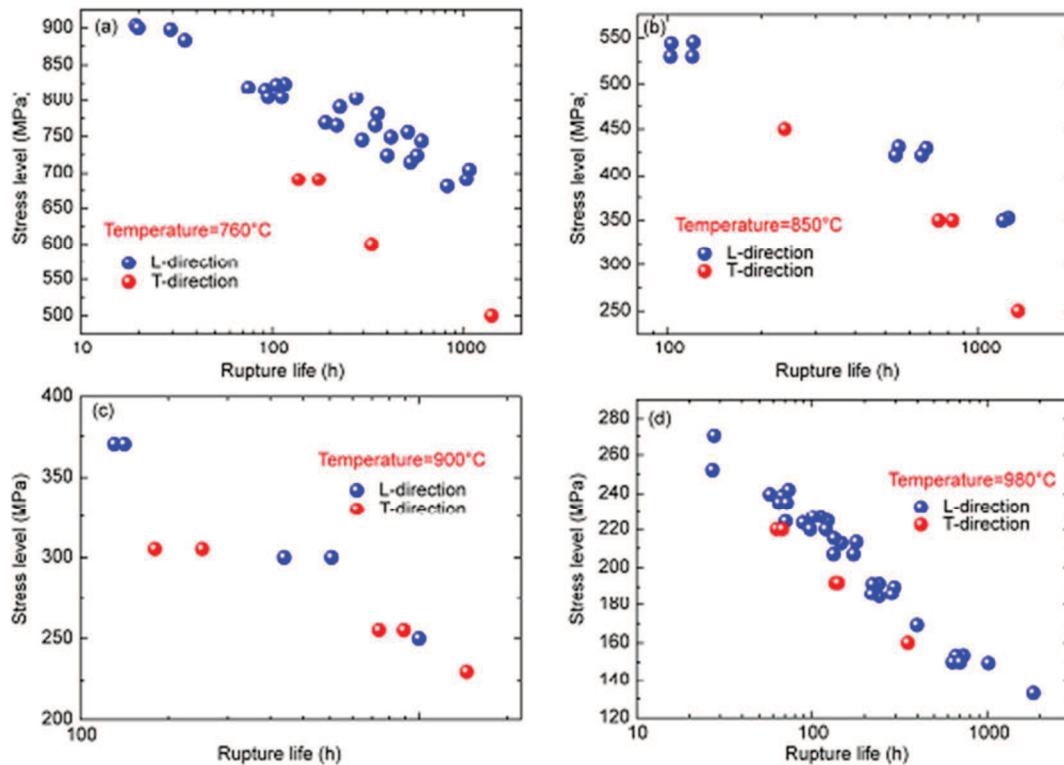 (a)
900
850
800
750
700
650
600
550
500
Stress level (MPa)
Temperature=760°C
L-direction
T-direction
10
100
1000
Rupture life (h)
(b)
550
450
350
250
Stress level (MPa)
Temperature=850°C
L-direction
T-direction
100
1000
Rupture life (h)
(c)
400
350
300
250
200
Stress level (MPa)
Temperature=900°C
L-direction
T-direction
100
Rupture life (h)
(d)
280
260
240
220
200
180
160
140
120
Stress level (MPa)
Temperature=980°C
L-direction
T-direction
10
100
1000
Rupture life (h)